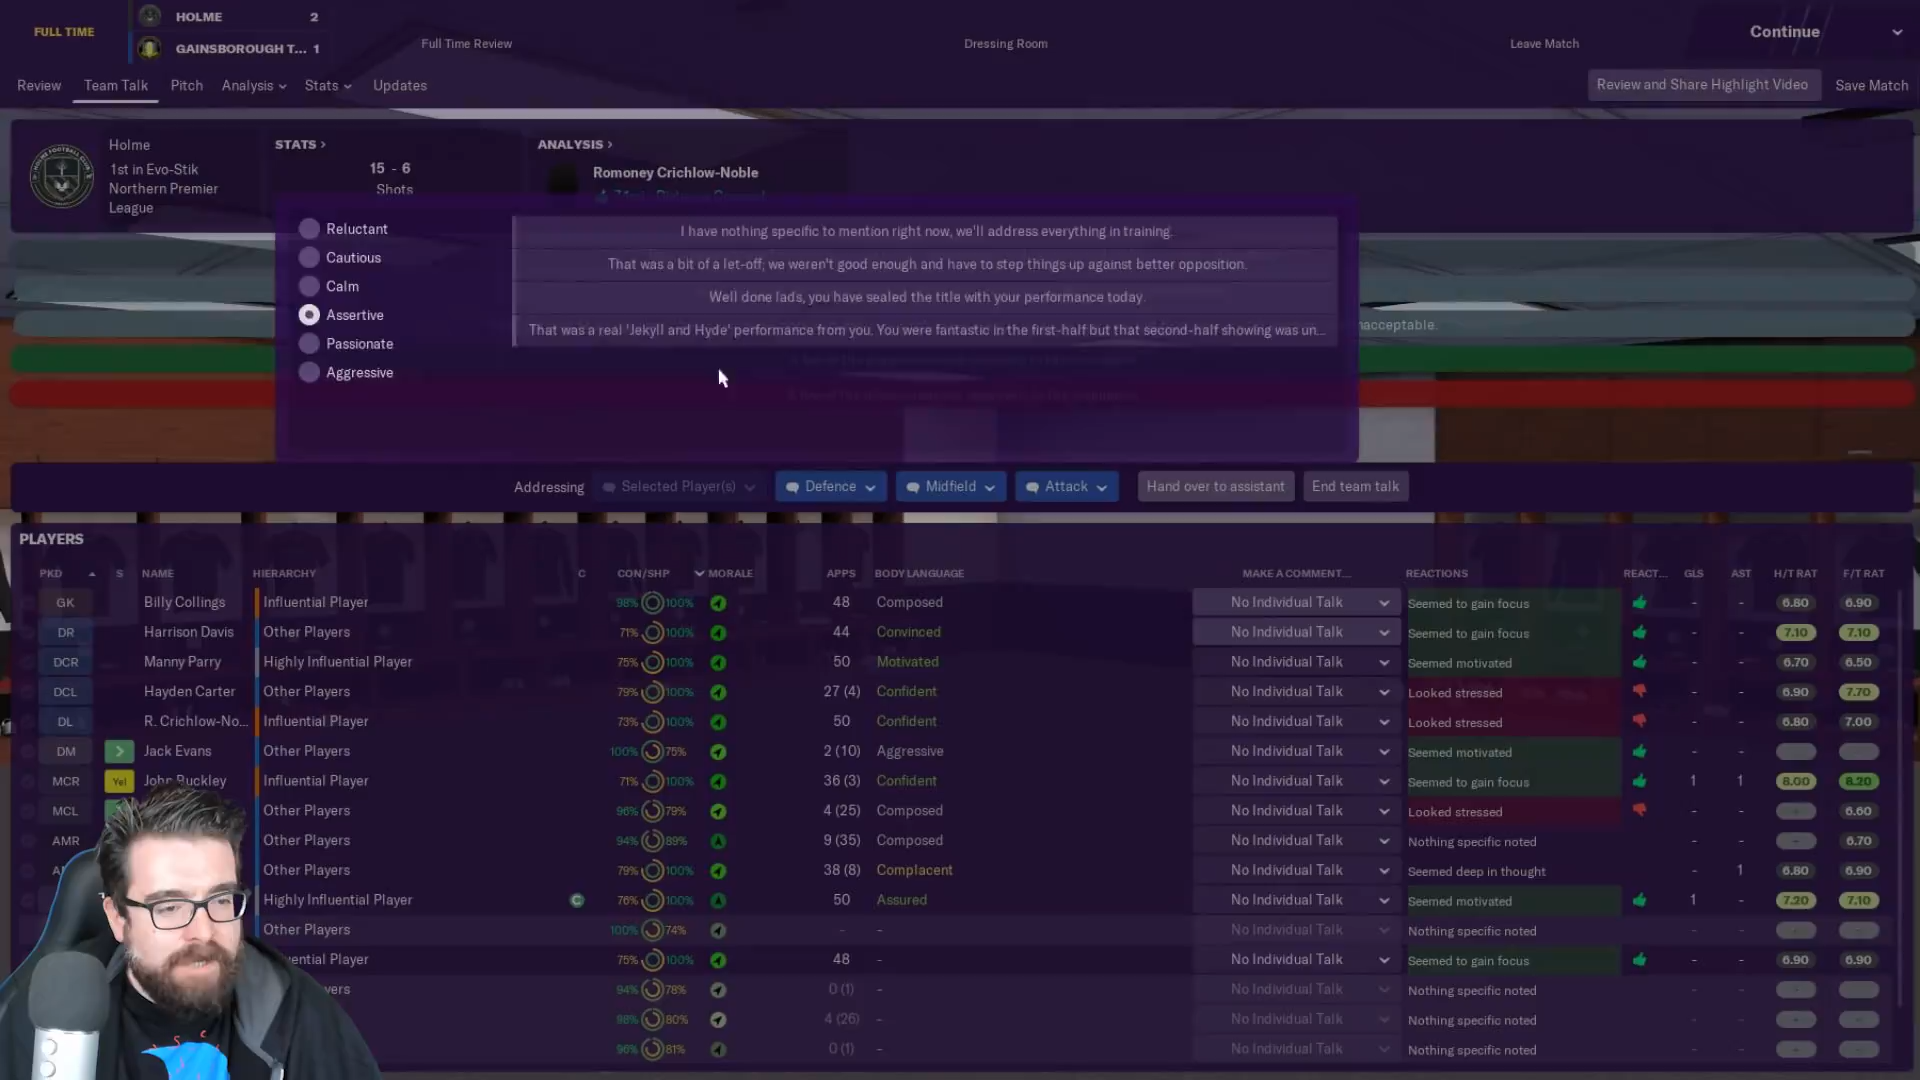 FULL TIME
HOLME 2
GAINSBOROUGH T... 1
Full Time Review
Dressing Room
Leave Match
Continue
Review
Team Talk
Pitch
Analysis
Stats
Updates
Review and Share Highlight Video
Save Match
Holme
1st in Evo-Stik
Northern Premier
League
STATS >
15 - 6
Shots
ANALYSIS >
Romoney Crichlow-Noble
Reluctant
Cautious
Calm
Assertive
Passionate
Aggressive
I have nothing specific to mention right now, we'll address everything in training.
That was a bit of a let-off; we weren't good enough and have to step things up against better opposition.
Well done lads, you have sealed the title with your performance today.
That was a real 'Jekyll and Hyde' performance from you. You were fantastic in the first-half but that second-half showing was un...
nacceptable.
Addressing
Selected Player(s)
Defence
Midfield
Attack
Hand over to assistant
End team talk
PLAYERS
PKD S NAME HIERARCHY C CON/SHP MORALE APPS BODY LANGUAGE MAKE A COMMENT... REACTIONS REACT... GLS AST H/T RAT F/T RAT
GK Billy Collings Influential Player 98% 100% 48 Composed No Individual Talk Seemed to gain focus - - 6.80 6.90
DR Harrison Davis Other Players 71% 100% 44 Convinced No Individual Talk Seemed to gain focus - - 7.10 7.10
DCR Manny Parry Highly Influential Player 75% 100% 50 Motivated No Individual Talk Seemed motivated - - 6.70 6.50
DCL Hayden Carter Other Players 79% 100% 27 (4) Confident No Individual Talk Looked stressed - - 6.90 7.70
DL R. Crichlow-No... Influential Player 73% 100% 50 Confident No Individual Talk Looked stressed - - 6.80 7.00
DM Jack Evans Other Players 100% 75% 2 (10) Aggressive No Individual Talk Seemed motivated - - - -
MCR Yel John Buckley Influential Player 71% 100% 36 (3) Confident No Individual Talk Seemed to gain focus 1 1 8.00 8.20
MCL Other Players 96% 79% 4 (25) Composed No Individual Talk Looked stressed - - - 6.60
AMR Other Players 94% 89% 9 (35) Composed No Individual Talk Nothing specific noted - - - 6.70
Other Players 79% 100% 38 (8) Complacent No Individual Talk Seemed deep in thought - 1 6.80 6.90
Highly Influential Player C 76% 100% 50 Assured No Individual Talk Seemed motivated 1 - 7.20 7.10
Other Players 100% 74% - - No Individual Talk Nothing specific noted - - - -
uential Player 75% 100% 48 - No Individual Talk Seemed to gain focus - - 6.90 6.90
yers 94% 78% 0 (1) - No Individual Talk Nothing specific noted - - - -
98% 80% 4 (26) - No Individual Talk Nothing specific noted - - - -
96% 81% 0 (1) - No Individual Talk Nothing specific noted - - - -